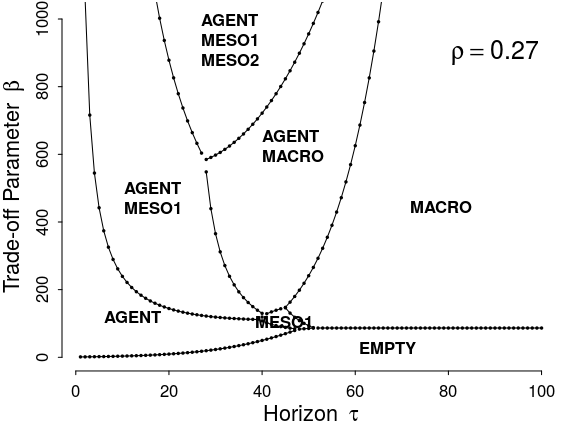 1000
800
600
400
200
0
Trade-off Parameter β
AGENT
MESO1
MESO2
ρ = 0.27
AGENT
MACRO
AGENT
MESO1
MACRO
AGENT
MESO1
EMPTY
0 20 40 60 80 100
Horizon τ